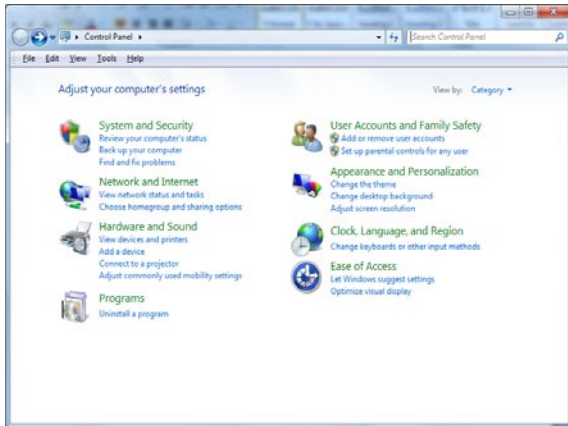 Control Panel
Search Control Panel
File Edit View Tools Help
Adjust your computer's settings
View by: Category
System and Security
Review your computer's status
Back up your computer
Find and fix problems
Network and Internet
View network status and tasks
Choose homegroup and sharing options
Hardware and Sound
View devices and printers
Add a device
Connect to a projector
Adjust commonly used mobility settings
Programs
Uninstall a program
User Accounts and Family Safety
Add or remove user accounts
Set up parental controls for any user
Appearance and Personalization
Change the theme
Change desktop background
Adjust screen resolution
Clock, Language, and Region
Change keyboards or other input methods
Ease of Access
Let Windows suggest settings
Optimize visual display